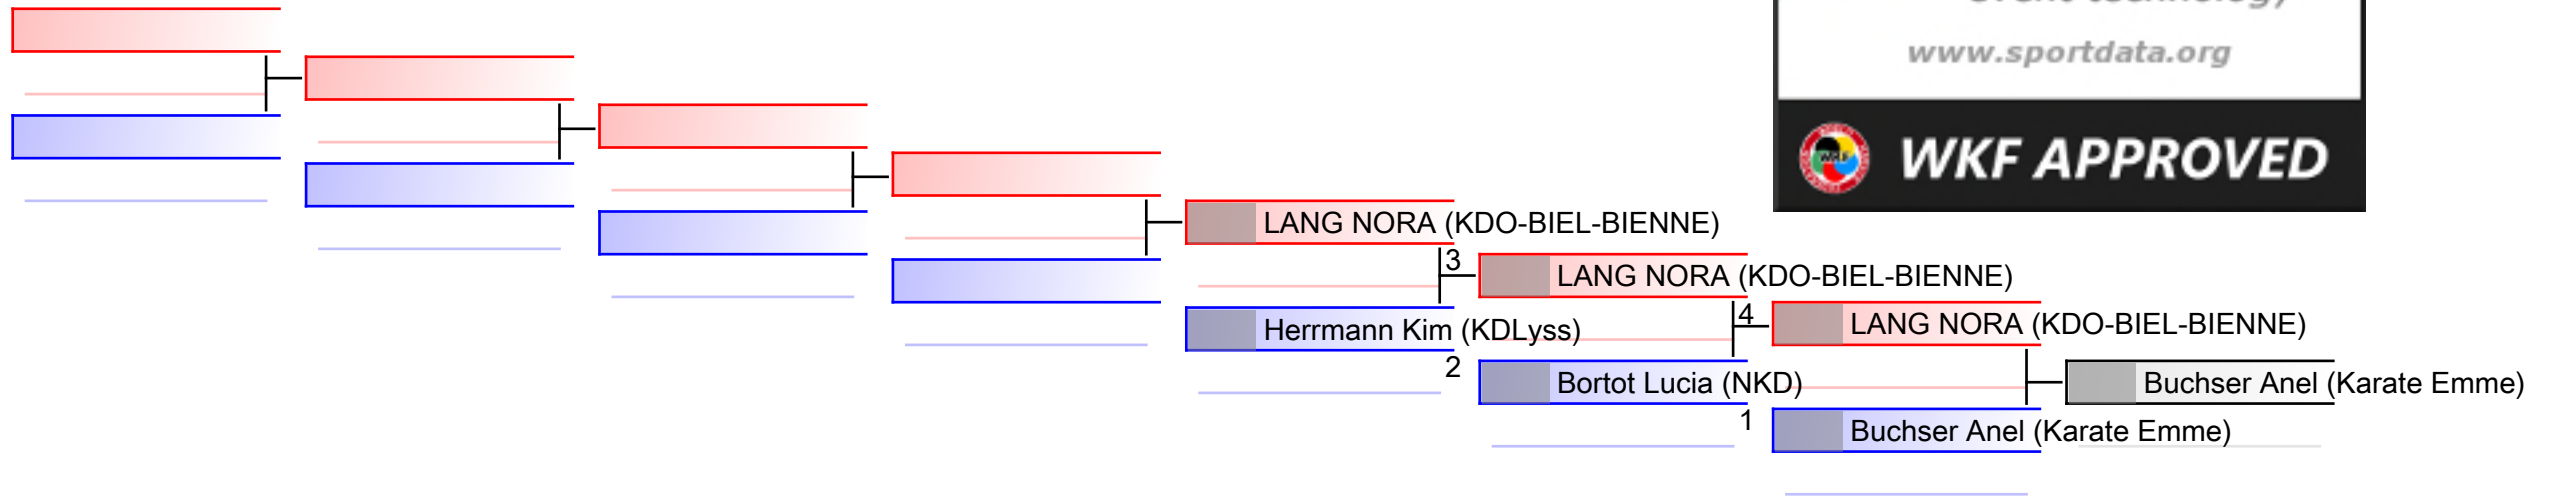 event technology
www.sportdata.org
WKF APPROVED
LANG NORA (KDO-BIEL-BIENNE)
3
LANG NORA (KDO-BIEL-BIENNE)
4
Herrmann Kim (KDLyss)
LANG NORA (KDO-BIEL-BIENNE)
2
Bortot Lucia (NKD)
Buchser Anel (Karate Emme)
1
Buchser Anel (Karate Emme)